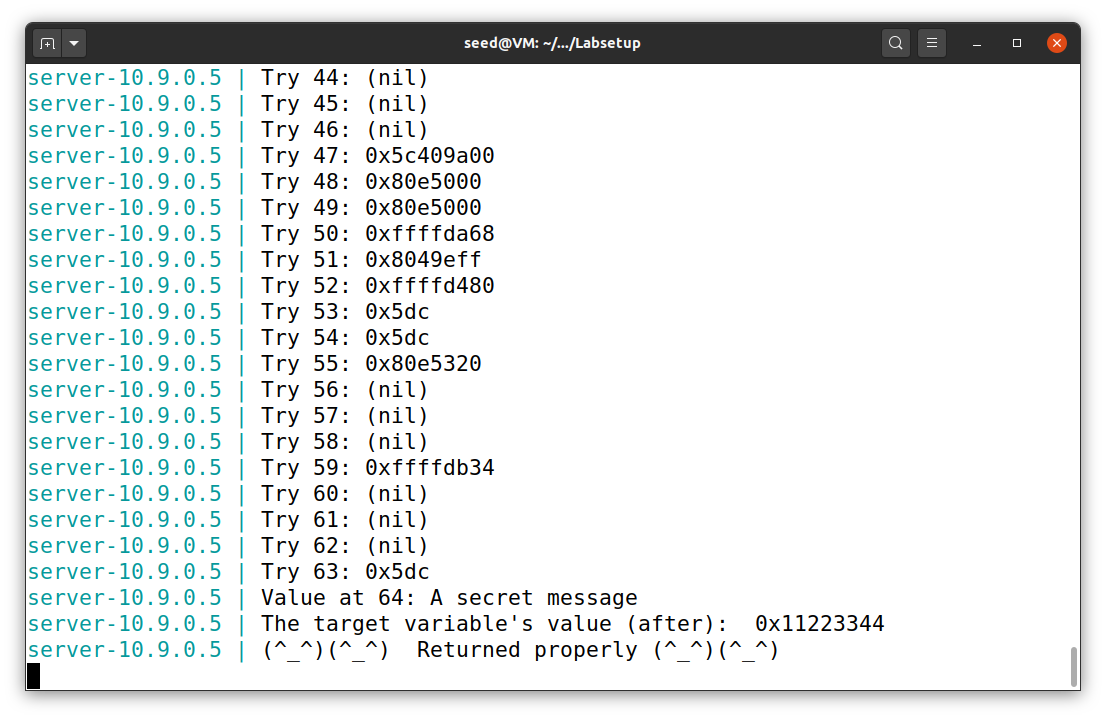 seed@VM: ~/.../Labsetup
server-10.9.0.5 | Try 44: (nil)
server-10.9.0.5 | Try 45: (nil)
server-10.9.0.5 | Try 46: (nil)
server-10.9.0.5 | Try 47: 0x5c409a00
server-10.9.0.5 | Try 48: 0x80e5000
server-10.9.0.5 | Try 49: 0x80e5000
server-10.9.0.5 | Try 50: 0xffffda68
server-10.9.0.5 | Try 51: 0x8049eff
server-10.9.0.5 | Try 52: 0xffffd480
server-10.9.0.5 | Try 53: 0x5dc
server-10.9.0.5 | Try 54: 0x5dc
server-10.9.0.5 | Try 55: 0x80e5320
server-10.9.0.5 | Try 56: (nil)
server-10.9.0.5 | Try 57: (nil)
server-10.9.0.5 | Try 58: (nil)
server-10.9.0.5 | Try 59: 0xffffdb34
server-10.9.0.5 | Try 60: (nil)
server-10.9.0.5 | Try 61: (nil)
server-10.9.0.5 | Try 62: (nil)
server-10.9.0.5 | Try 63: 0x5dc
server-10.9.0.5 | Value at 64: A secret message
server-10.9.0.5 | The target variable's value (after):  0x11223344
server-10.9.0.5 | (^_^)(^_^)  Returned properly (^_^)(^_^)